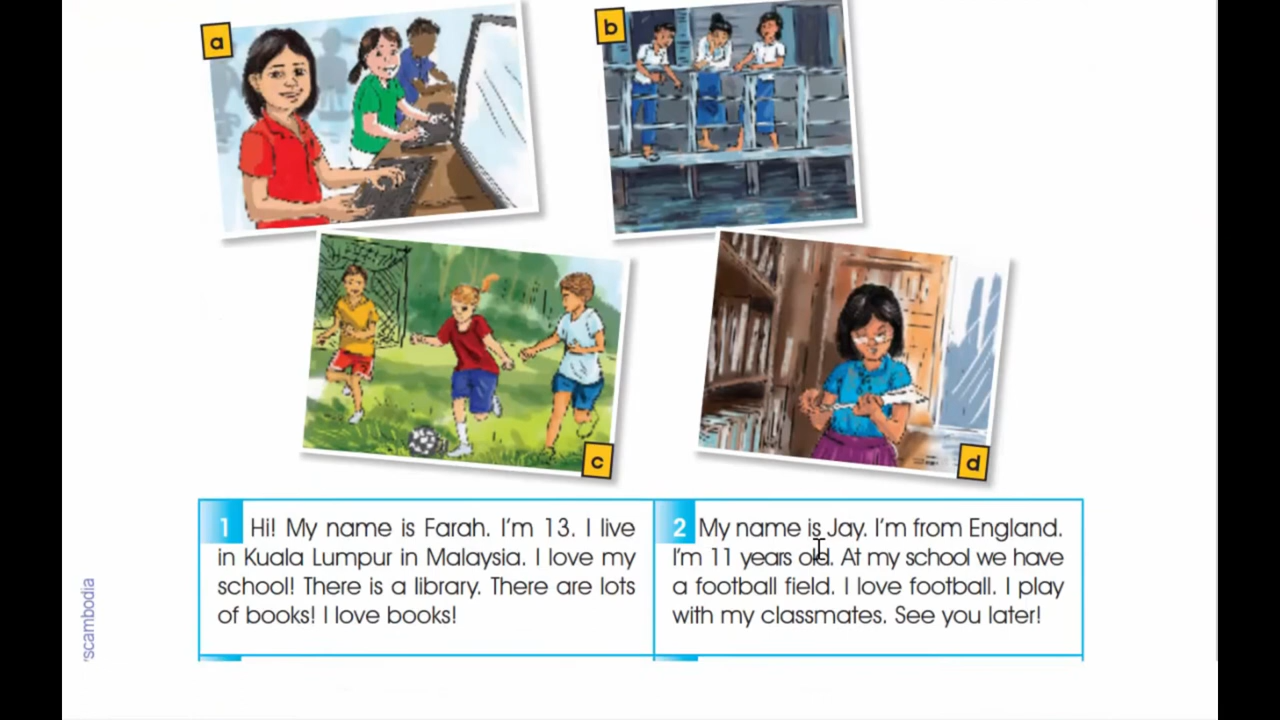 a
b
c
d
1 Hi! My name is Farah. I'm 13. I live
in Kuala Lumpur in Malaysia. I love my
school! There is a library. There are lots
of books! I love books!
2 My name is Jay. I'm from England.
I'm 11 years old. At my school we have
a football field. I love football. I play
with my classmates. See you later!
'scambodia